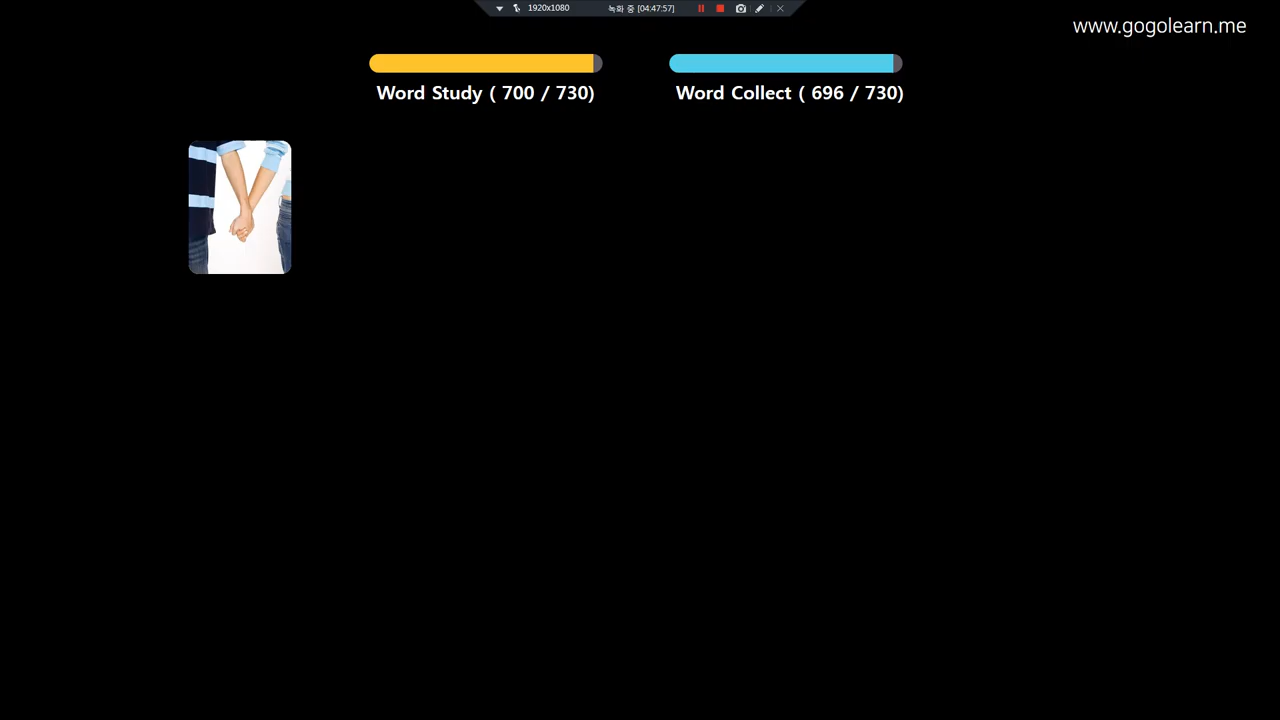 1920x1080 녹화 중 [04:47:57]
www.gogolearn.me
Word Study ( 700 / 730) Word Collect ( 696 / 730)